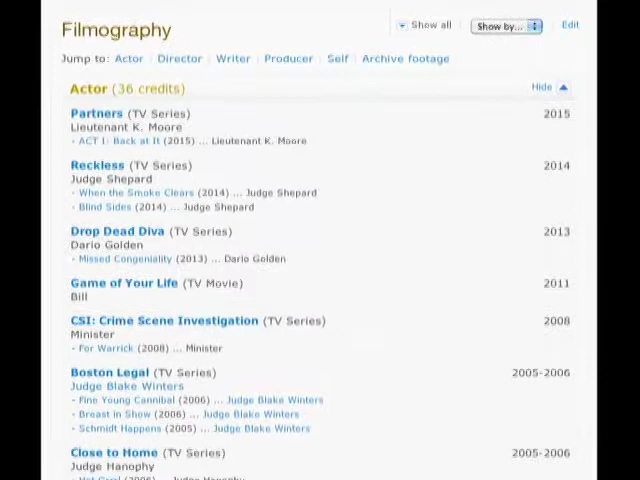 Filmography
Show all | Show by... | Edit
Jump to: Actor | Director | Writer | Producer | Self | Archive footage
Actor (36 credits) Hide
Partners (TV Series) 2015
Lieutenant K. Moore
- ACT I: Back at It (2015) ... Lieutenant K. Moore
Reckless (TV Series) 2014
Judge Shepard
- When the Smoke Clears (2014) ... Judge Shepard
- Blind Sides (2014) ... Judge Shepard
Drop Dead Diva (TV Series) 2013
Dario Golden
- Missed Congeniality (2013) ... Dario Golden
Game of Your Life (TV Movie) 2011
Bill
CSI: Crime Scene Investigation (TV Series) 2008
Minister
- For Warrick (2008) ... Minister
Boston Legal (TV Series) 2005-2006
Judge Blake Winters
- Fine Young Cannibal (2006) ... Judge Blake Winters
- Breast in Show (2006) ... Judge Blake Winters
- Schmidt Happens (2005) ... Judge Blake Winters
Close to Home (TV Series) 2005-2006
Judge Hanophy
(2006) ... Judge Hanophy